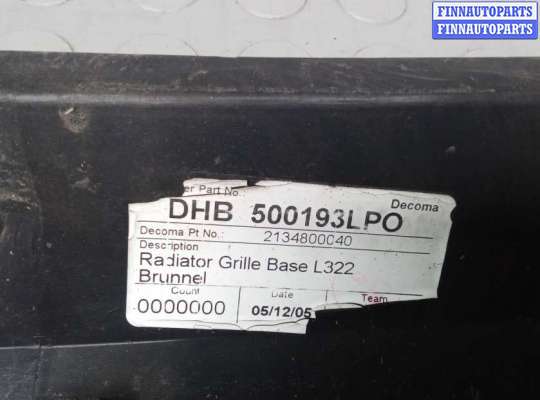 FINNAUTOPARTS
FINNAUTOPARTS
FINNAUTOPARTS
er Part No.:
Decoma
DHB 500193LPO
Decoma Pt No.: 2134800040
Description
Radiator Grille Base L322
Brunnel
Count Date Team
0000000 05/12/05